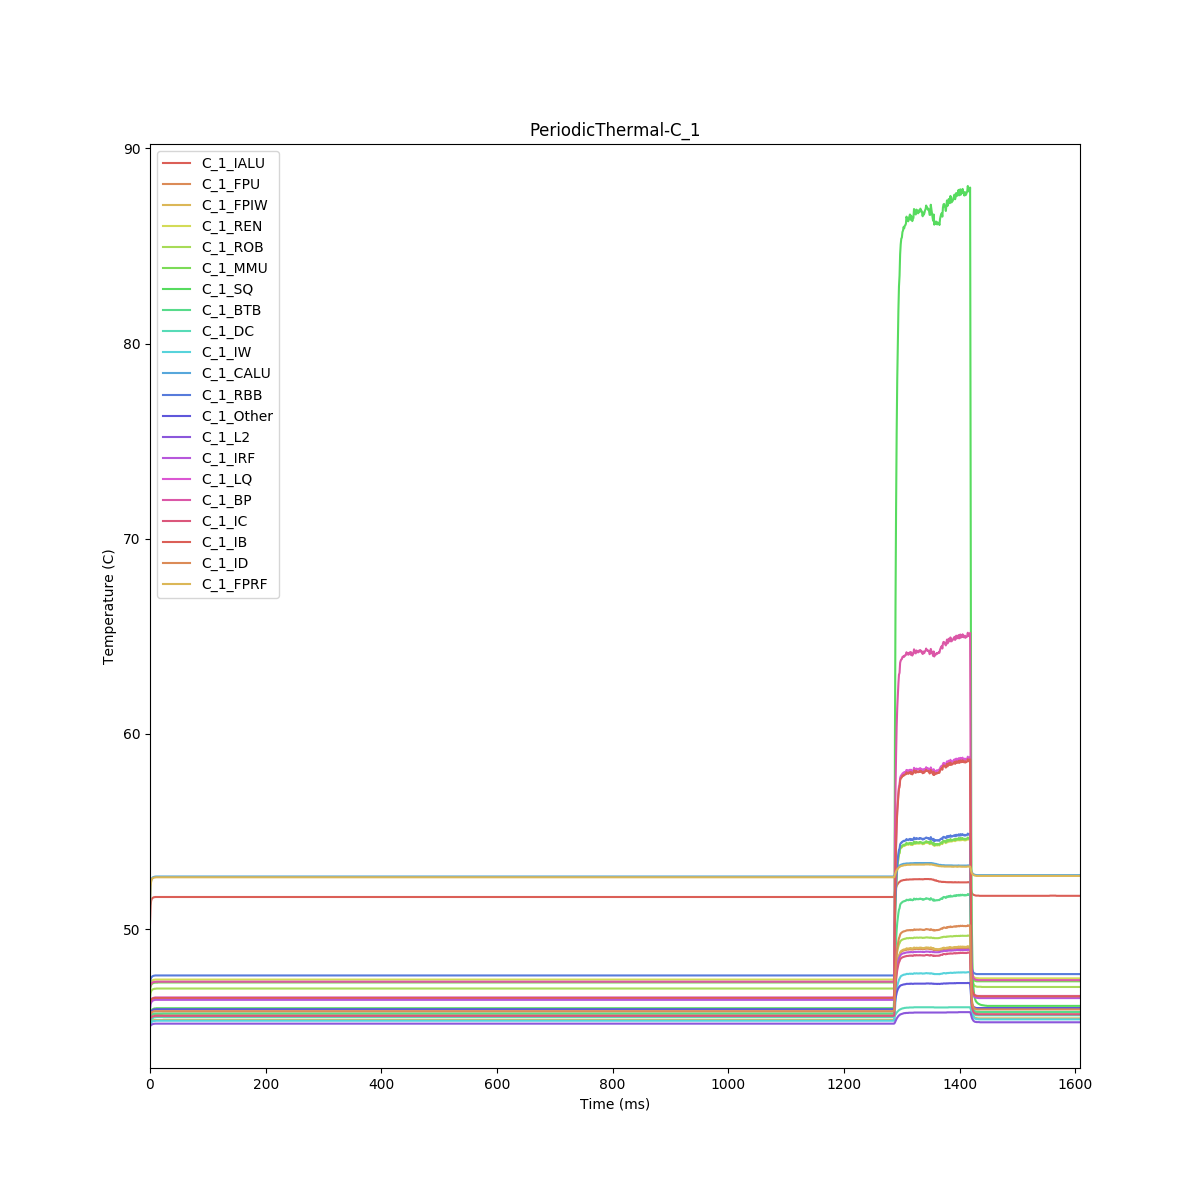 PeriodicThermal-C_1
90
80
70
60
50
Temperature (C)
C_1_IALU
C_1_FPU
C_1_FPIW
C_1_REN
C_1_ROB
C_1_MMU
C_1_SQ
C_1_BTB
C_1_DC
C_1_IW
C_1_CALU
C_1_RBB
C_1_Other
C_1_L2
C_1_IRF
C_1_LQ
C_1_BP
C_1_IC
C_1_IB
C_1_ID
C_1_FPRF
0 200 400 600 800 1000 1200 1400 1600
Time (ms)